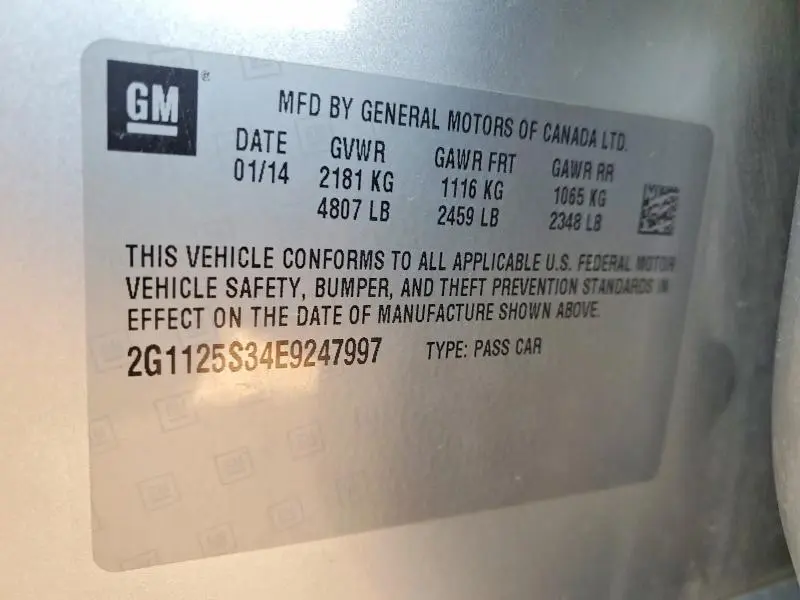 GM ®
MFD BY GENERAL MOTORS OF CANADA LTD.
DATE GVWR GAWR FRT GAWR RR
01/14 2181 KG 1116 KG 1065 KG
4807 LB 2459 LB 2348 LB
THIS VEHICLE CONFORMS TO ALL APPLICABLE U.S. FEDERAL MOTOR
VEHICLE SAFETY, BUMPER, AND THEFT PREVENTION STANDARDS IN
EFFECT ON THE DATE OF MANUFACTURE SHOWN ABOVE.
2G1125S34E9247997 TYPE: PASS CAR